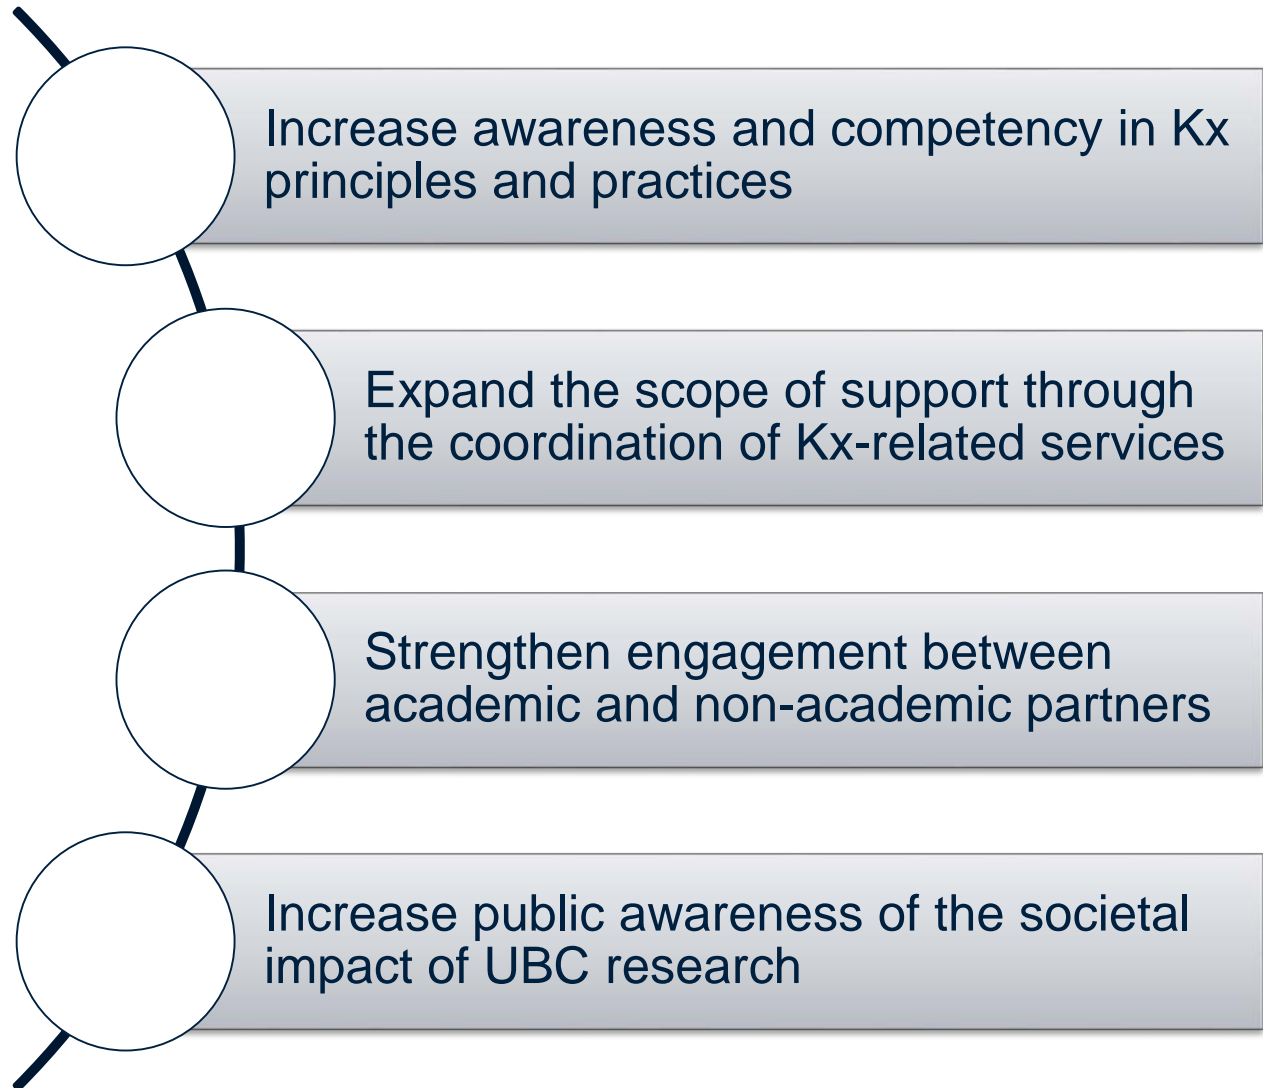 Increase awareness and competency in Kx
principles and practices
Expand the scope of support through
the coordination of Kx-related services
Strengthen engagement between
academic and non-academic partners
Increase public awareness of the societal
impact of UBC research